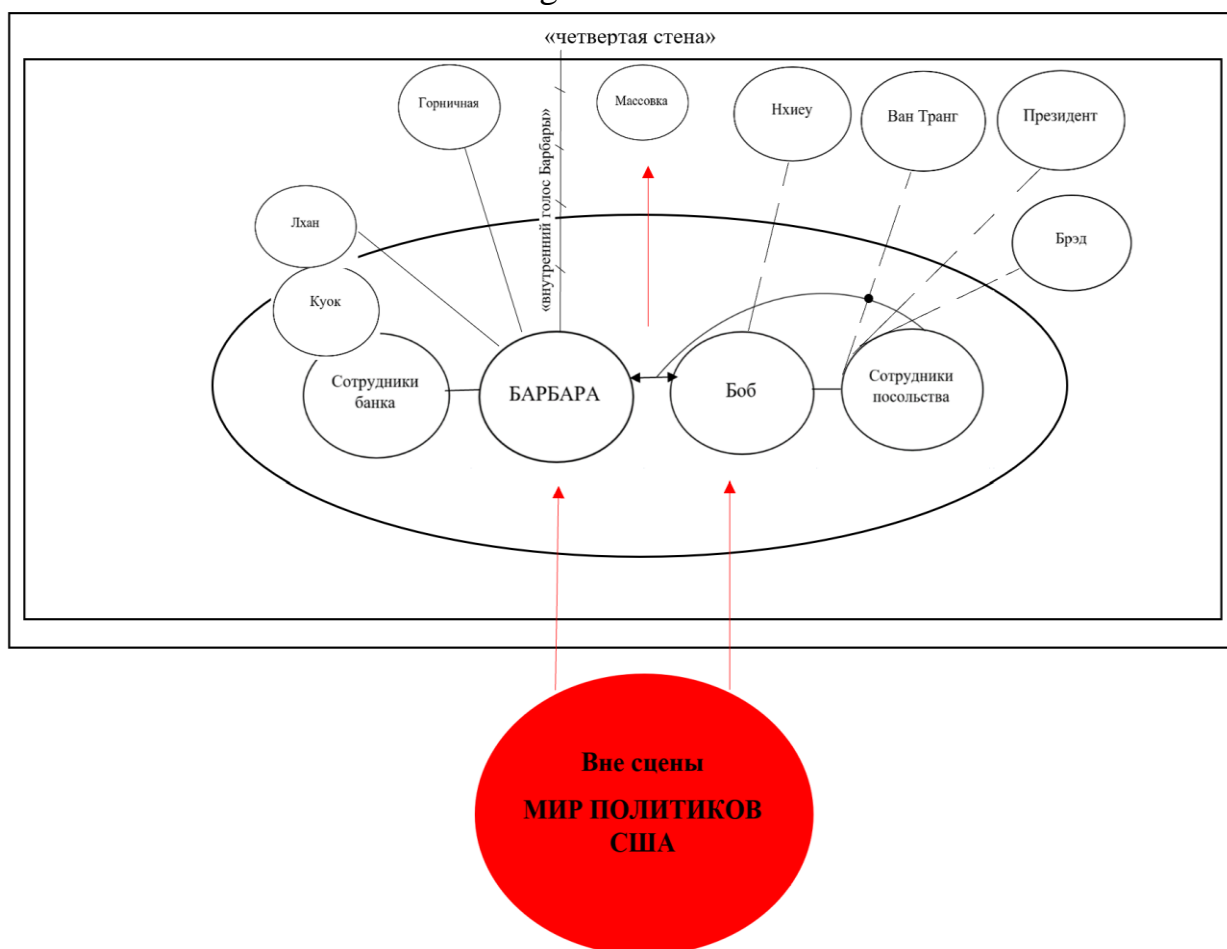 «четвертая стена»
Горничная
Массовка
Нхиеу
Ван Транг
Президент
«внутренний голос Барбары»
Лхан
Брэд
Куок
Сотрудники
банка
БАРБАРА
Боб
Сотрудники
посольства
Вне сцены
МИР ПОЛИТИКОВ
США